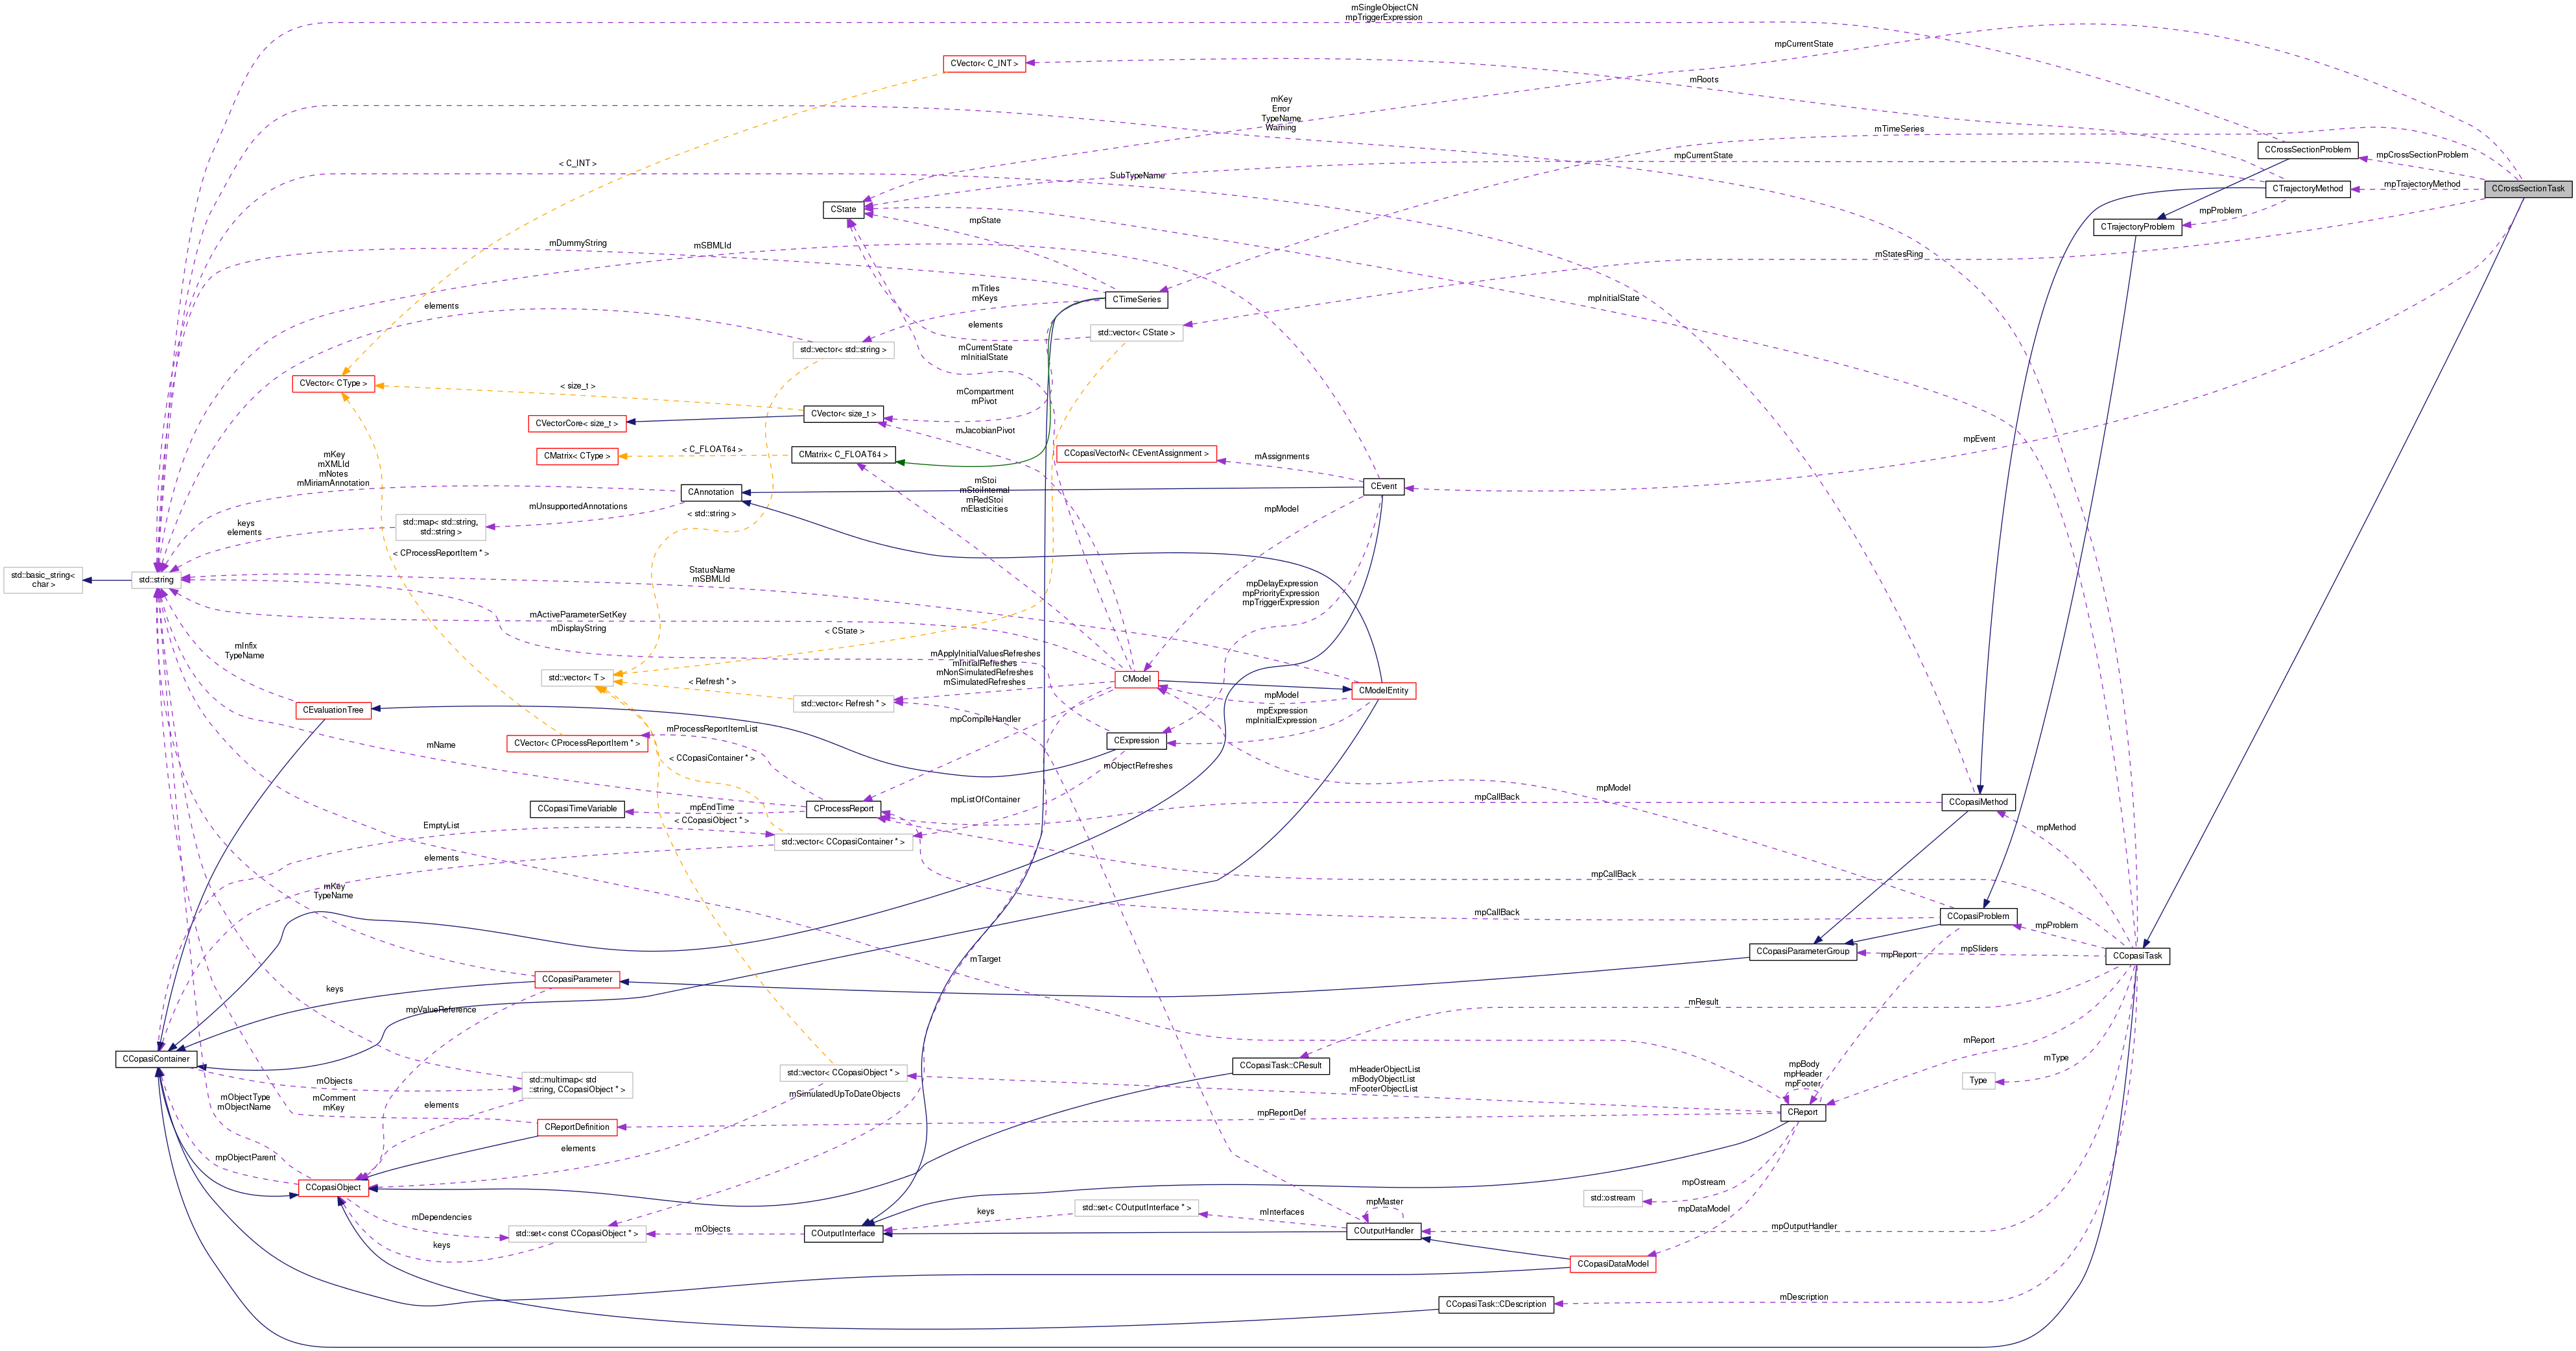 mSingleObjectCN
mpTriggerExpression
mpCurrentState
CVector< C_INT >
mRoots
mKey
Error
TypeName
Warning
mTimeSeries
CCrossSectionProblem
mpCrossSectionProblem
mpCurrentState
< C_INT >
SubTypeName
CTrajectoryMethod
mpTrajectoryMethod
CCrossSectionTask
CState
mpState
mpProblem
CTrajectoryProblem
mDummyString
mSBMLId
mStatesRing
mTitles
mKeys
CTimeSeries
mpInitialState
elements
elements
std::vector< CState >
std::vector< std::string >
mCurrentState
mInitialState
CVector< CType >
< size_t >
mCompartment
mPivot
CVector< size_t >
CVectorCore< size_t >
mJacobianPivot
mpEvent
CMatrix< CType >
< C_FLOAT64 >
CMatrix< C_FLOAT64 >
CCopasiVectorN< CEventAssignment >
mAssignments
mKey
mXMLId
mNotes
mMiriamAnnotation
CAnnotation
mStoi
mStoiInternal
mRedStoi
mElasticities
CEvent
mUnsupportedAnnotations
mpModel
keys
elements
std::map< std::string,
std::string >
< std::string >
< CProcessReportItem * >
std::basic_string<
char >
std::string
StatusName
mSBMLId
mpDelayExpression
mpPriorityExpression
mpTriggerExpression
mActiveParameterSetKey
mDisplayString
< CState >
mInfix
TypeName
mApplyInitialValuesRefreshes
mInitialRefreshes
mNonSimulatedRefreshes
mSimulatedRefreshes
std::vector< T >
< Refresh * >
std::vector< Refresh * >
CModel
mpModel
CModelEntity
CEvaluationTree
mpExpression
mpInitialExpression
mpCompileHandler
mProcessReportItemList
CVector< CProcessReportItem * >
CExpression
mName
< CCopasiContainer * >
mObjectRefreshes
mpModel
mpListOfContainer
mpCallBack
CCopasiMethod
CCopasiTimeVariable
mpEndTime
CProcessReport
< CCopasiObject * >
EmptyList
std::vector< CCopasiContainer * >
mpMethod
elements
mpCallBack
mKey
TypeName
mpCallBack
CCopasiProblem
mpProblem
mTarget
mpReport
CCopasiParameterGroup
mpSliders
CCopasiTask
CCopasiParameter
keys
mResult
mpValueReference
mReport
CCopasiContainer
CCopasiTask::CResult
mType
mObjects
std::multimap< std
::string, CCopasiObject * >
std::vector< CCopasiObject * >
mHeaderObjectList
mBodyObjectList
mFooterObjectList
mpBody
mpHeader
mpFooter
Type
mObjectType
mObjectName
mComment
mKey
elements
mSimulatedUpToDateObjects
CReport
mpReportDef
CReportDefinition
elements
mpObjectParent
CCopasiObject
mpOstream
std::ostream
mpMaster
mDependencies
keys
std::set< COutputInterface * >
mInterfaces
mpDataModel
mpOutputHandler
std::set< const CCopasiObject * >
mObjects
COutputInterface
COutputHandler
keys
CCopasiDataModel
CCopasiTask::CDescription
mDescription